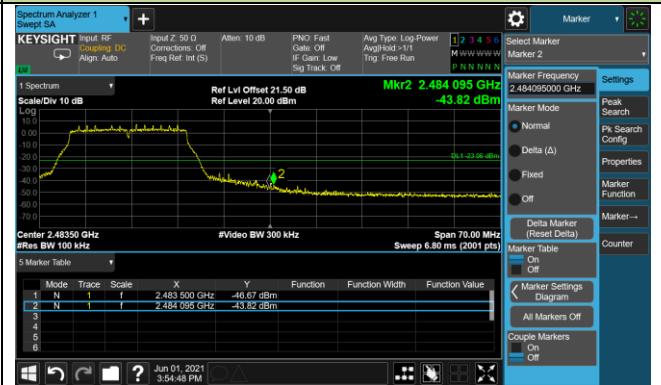 Spectrum Analyzer 1
Swept SA
Marker
KEYSIGHT
Input: RF
Coupling: DC
Align: Auto
Input Z: 50 Ω
Corrections: Off
Freq Ref: Int (S)
Atten: 10 dB
PNO: Fast
Gate: Off
IF Gain: Low
Sig Track: Off
Avg Type: Log-Power
Avg|Hold:>1/1
Trig: Free Run
1 2 3 4 5 6
M W W W W W
P N N N N N
Select Marker
Marker 2
1 Spectrum
Scale/Div 10 dB
Ref Lvl Offset 21.50 dB
Ref Level 20.00 dBm
Mkr2 2.484 095 GHz
-43.82 dBm
Log
10.0
0.00
-10.0
-20.0
-30.0
-40.0
-50.0
-60.0
-70.0
DL1 -23.06 dBm
2
Center 2.48350 GHz
#Res BW 100 kHz
#Video BW 300 kHz
Span 70.00 MHz
Sweep 6.80 ms (2001 pts)
5 Marker Table
Mode Trace Scale X Y Function Function Width Function Value
1 N 1 f 2.483 500 GHz -46.67 dBm
2 N 1 f 2.484 095 GHz -43.82 dBm
3
4
5
6
Marker Frequency
2.484095000 GHz
Marker Mode
Normal
Delta (Δ)
Fixed
Off
Delta Marker
(Reset Delta)
Marker Table
On
Off
Marker Settings
Diagram
All Markers Off
Couple Markers
On
Off
Settings
Peak
Search
Pk Search
Config
Properties
Marker
Function
Marker→
Counter
Jun 01, 2021
3:54:48 PM